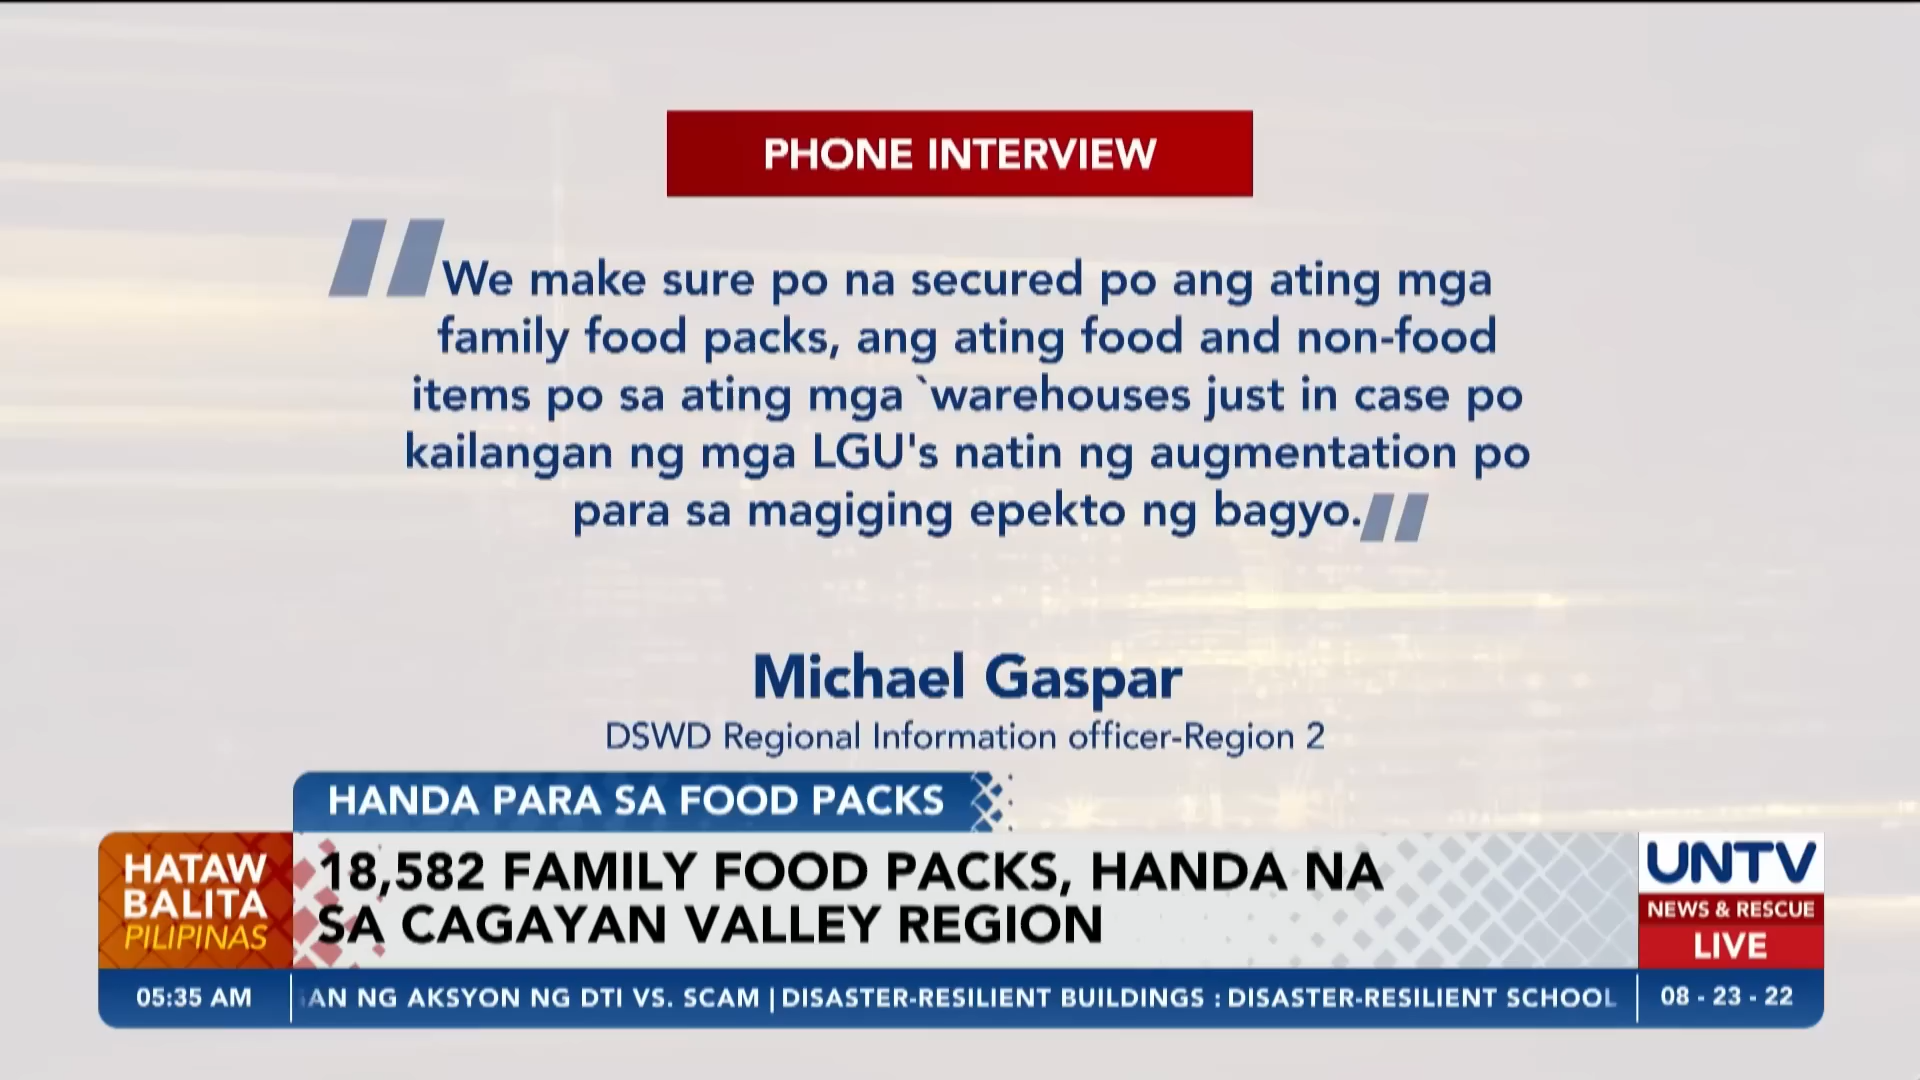 PHONE INTERVIEW
We make sure po na secured po ang ating mga
family food packs, ang ating food and non-food
items po sa ating mga `warehouses just in case po
kailangan ng mga LGU's natin ng augmentation po
para sa magiging epekto ng bagyo.
Michael Gaspar
DSWD Regional Information officer-Region 2
HANDA PARA SA FOOD PACKS
HATAW
BALITA
PILIPINAS
18,582 FAMILY FOOD PACKS, HANDA NA
SA CAGAYAN VALLEY REGION
UNTV
NEWS & RESCUE
LIVE
05:35 AM
AN NG AKSYON NG DTI VS. SCAM | DISASTER-RESILIENT BUILDINGS : DISASTER-RESILIENT SCHOOL
08 - 23 - 22